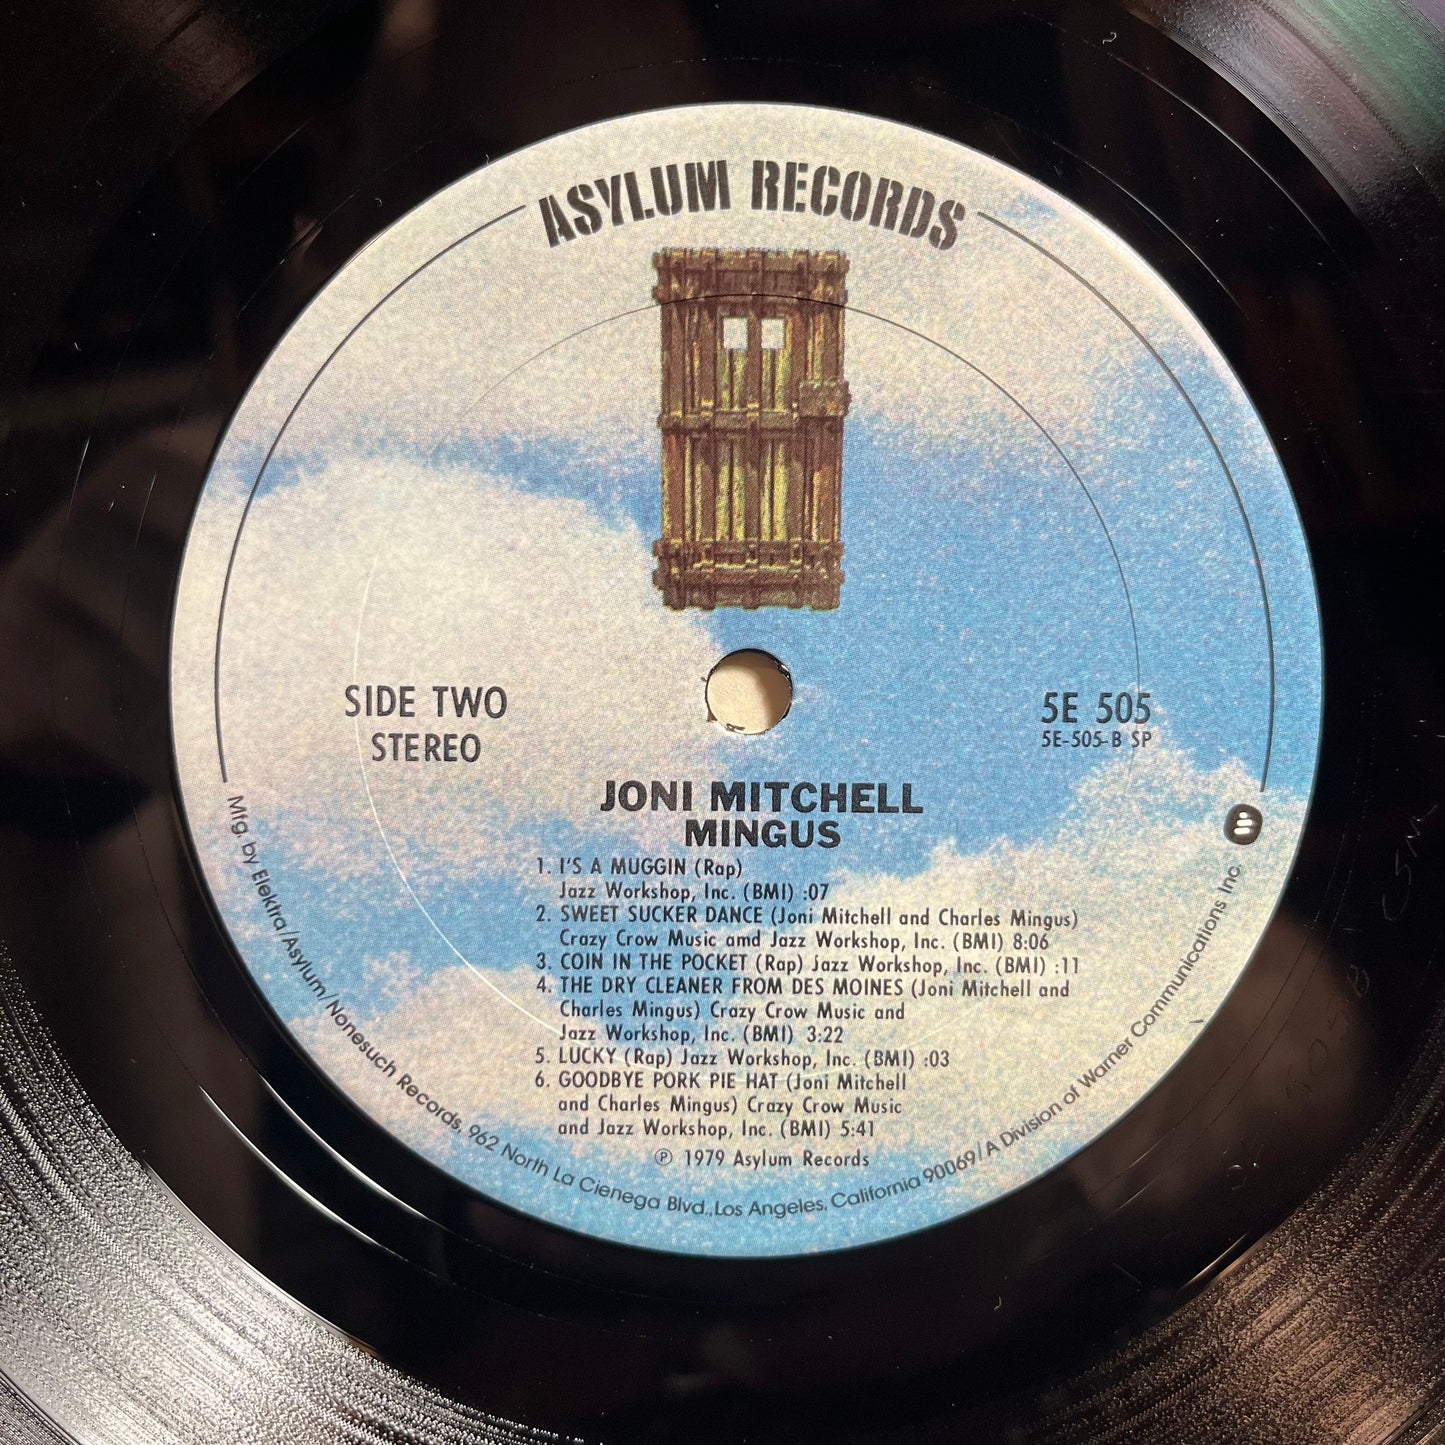 ASYLUM RECORDS
SIDE TWO
STEREO
5E 505
5E-505-B SP
JONI MITCHELL
MINGUS
1. I'S A MUGGIN (Rap)
Jazz Workshop, Inc. (BMI) :07
2. SWEET SUCKER DANCE (Joni Mitchell and Charles Mingus)
Crazy Crow Music amd Jazz Workshop, Inc. (BMI) 8:06
3. COIN IN THE POCKET (Rap) Jazz Workshop, Inc. (BMI) :11
4. THE DRY CLEANER FROM DES MOINES (Joni Mitchell and
Charles Mingus) Crazy Crow Music and
Jazz Workshop, Inc. (BMI) 3:22
5. LUCKY (Rap) Jazz Workshop, Inc. (BMI) :03
6. GOODBYE PORK PIE HAT (Joni Mitchell
and Charles Mingus) Crazy Crow Music
and Jazz Workshop, Inc. (BMI) 5:41
℗ 1979 Asylum Records
Mfg. by Elektra/Asylum/Nonesuch Records, 962 North La Cienega Blvd., Los Angeles, California 90069/A Division of Warner Communications Inc.